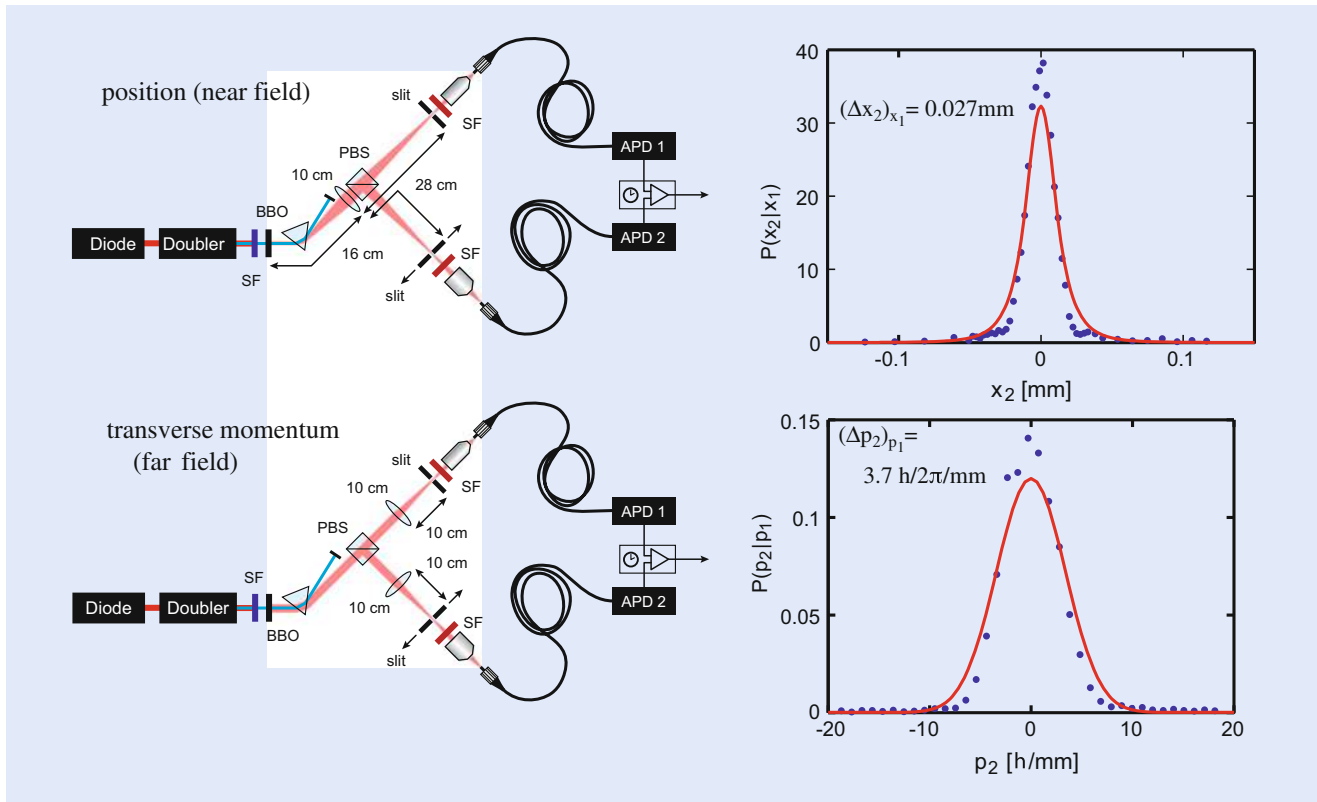 position (near field)
slit
SF
PBS
10 cm
28 cm
BBO
Diode
Doubler
16 cm
SF
SF
slit
APD 1
APD 2
40
30
20
10
0
P(x₂|x₁)
(Δx₂)ₓ₁= 0.027mm
-0.1
0
0.1
x₂ [mm]
transverse momentum
(far field)
slit
SF
10 cm
PBS
10 cm
10 cm
SF
10 cm
Diode
Doubler
BBO
SF
slit
APD 1
APD 2
0.15
0.1
0.05
0
P(p₂|p₁)
(Δp₂)ₚ₁=
3.7 h/2π/mm
-20
-10
0
10
20
p₂ [h/mm]